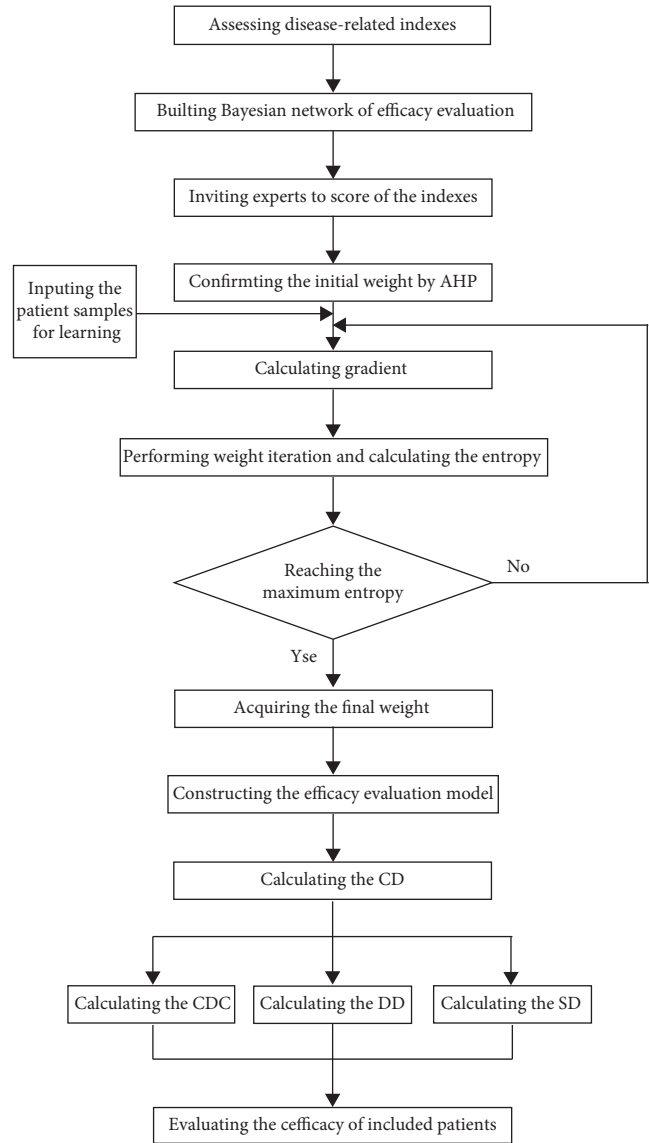 Assessing disease-related indexes
Builting Bayesian network of efficacy evaluation
Inviting experts to score of the indexes
Confirmting the initial weight by AHP
Inputing the
patient samples
for learning
Calculating gradient
Performing weight iteration and calculating the entropy
Reaching the
maximum entropy
No
Yse
Acquiring the final weight
Constructing the efficacy evaluation model
Calculating the CD
Calculating the CDC
Calculating the DD
Calculating the SD
Evaluating the cefficacy of included patients